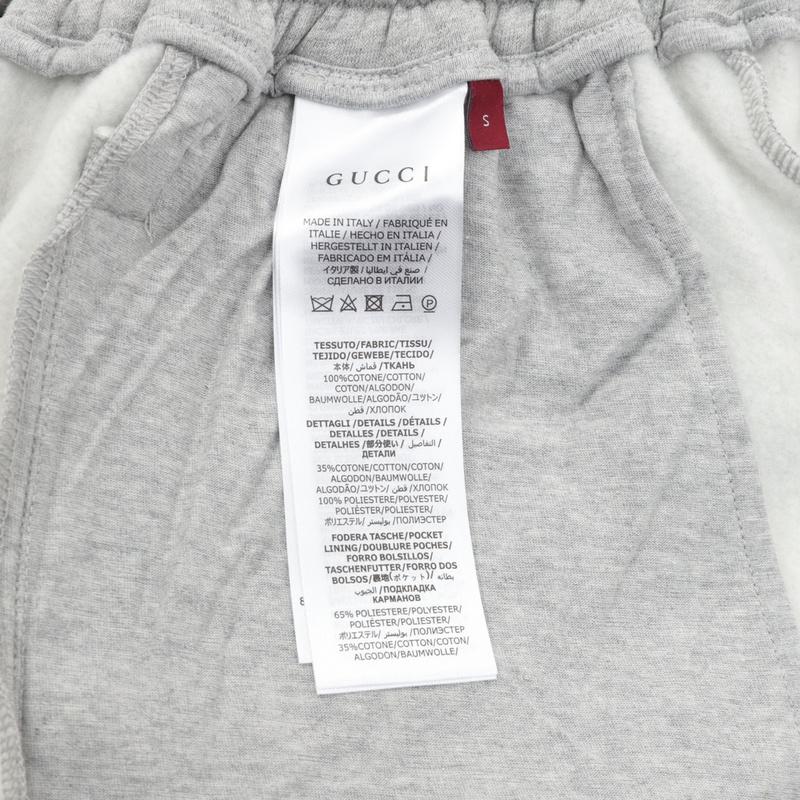 S
GUCCI
MADE IN ITALY / FABRIQUÉ EN
ITALIE / HECHO EN ITALIA /
HERGESTELLT IN ITALIEN /
FABRICADO EM ITÁLIA /
イタリア製 / صنع في ايطاليا /
СДЕЛАНО В ИТАЛИИ
TESSUTO/FABRIC/TISSU/
TEJIDO/GEWEBE/TECIDO/
本体/ قماش /ТКАНЬ
100%COTONE/COTTON/
COTON/ALGODON/
BAUMWOLLE/ALGODÃO/コットン/
قطن /ХЛОПОК
DETTAGLI /DETAILS /DÉTAILS /
DETALLES /DETAILS /
DETALHES /部分使い/ التفاصيل /
ДЕТАЛИ
35%COTONE/COTTON/COTON/
ALGODON/BAUMWOLLE/
ALGODÃO/コットン/ قطن /ХЛОПОК
100% POLIESTERE/POLYESTER/
POLIÉSTER/POLIESTER/
ポリエステル/ بوليستر /ПОЛИЭСТЕР
FODERA TASCHE/POCKET
LINING/DOUBLURE POCHES/
FORRO BOLSILLOS/
TASCHENFUTTER/FORRO DOS
BOLSOS/裏地(ポケット)/ بطانه
الجيوب /ПОДКЛАДКА
КАРМАНОВ
65% POLIESTERE/POLYESTER/
POLIÉSTER/POLIESTER/
ポリエステル/ بوليستر /ПОЛИЭСТЕР
35%COTONE/COTTON/COTON/
ALGODON/BAUMWOLLE/